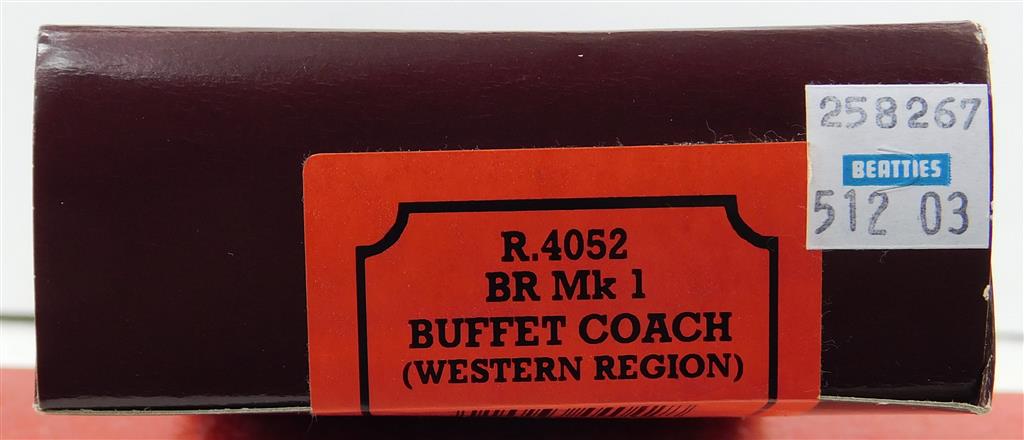 258267
BEATTIES
512 03
R.4052
BR Mk 1
BUFFET COACH
(WESTERN REGION)